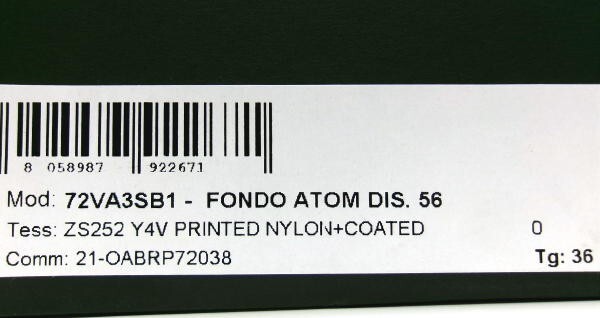 8 058987 922671
Mod: 72VA3SB1 - FONDO ATOM DIS. 56
Tess: ZS252 Y4V PRINTED NYLON+COATED 0
Comm: 21-OABRP72038 Tg: 36